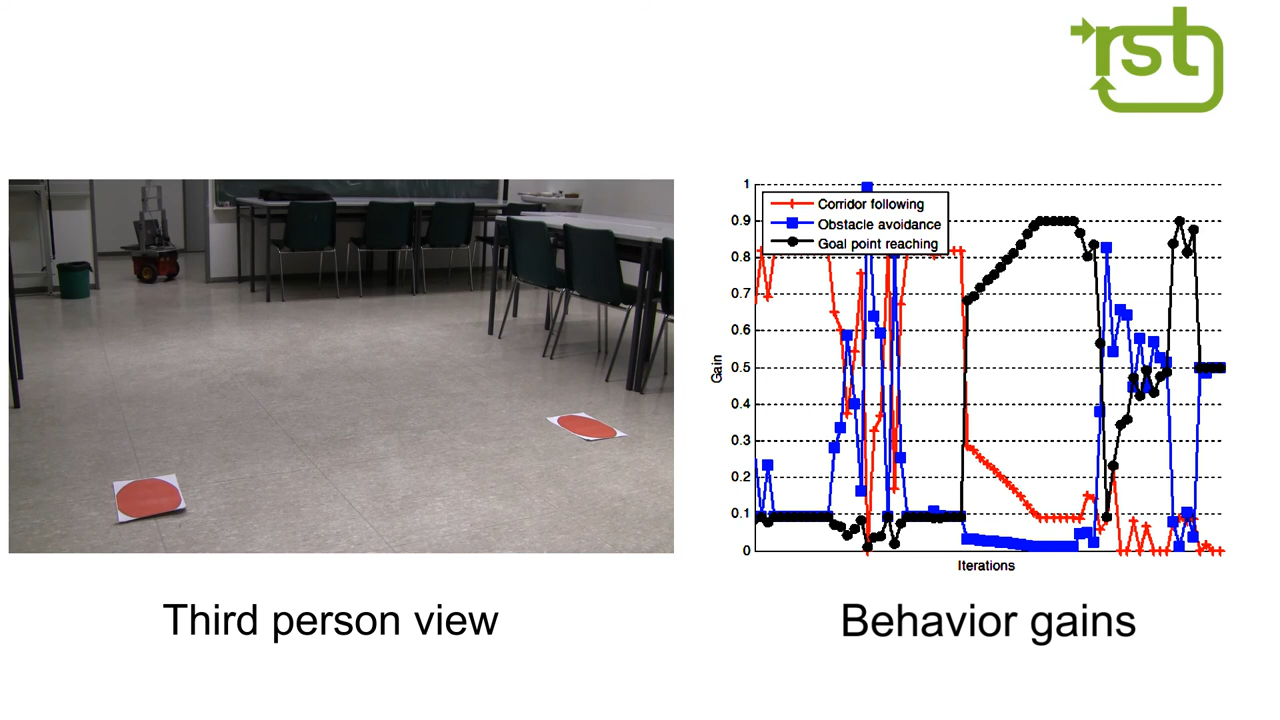 rst
1
0.9
0.8
0.7
0.6
0.5
0.4
0.3
0.2
0.1
0
Gain
Corridor following
Obstacle avoidance
Goal point reaching
Iterations
Third person view
Behavior gains